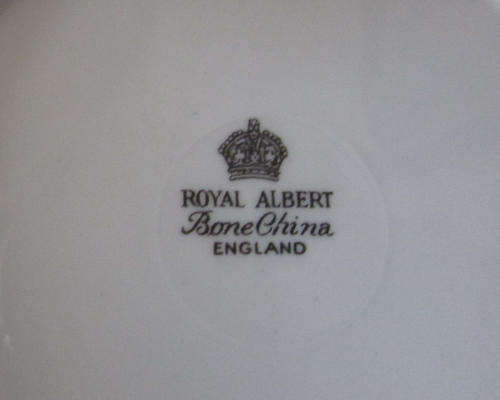 ROYAL ALBERT
Bone China
ENGLAND